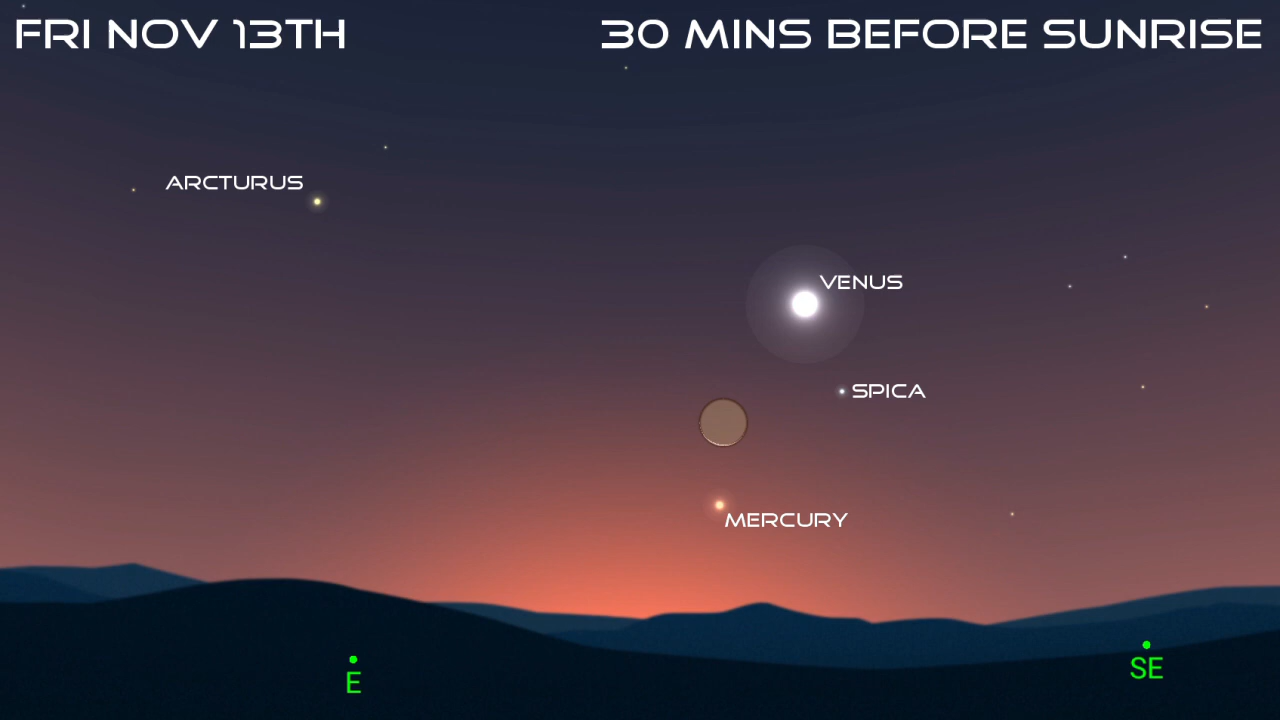 FRI NOV 13TH
30 MINS BEFORE SUNRISE
ARCTURUS
VENUS
SPICA
MERCURY
E
SE